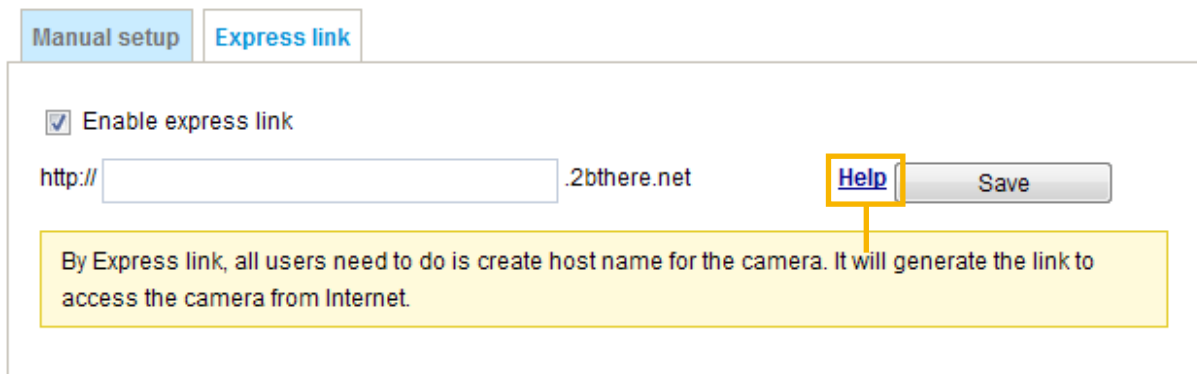 Manual setup Express link
Enable express link
http:// .2bthere.net Help Save
By Express link, all users need to do is create host name for the camera. It will generate the link to
access the camera from Internet.